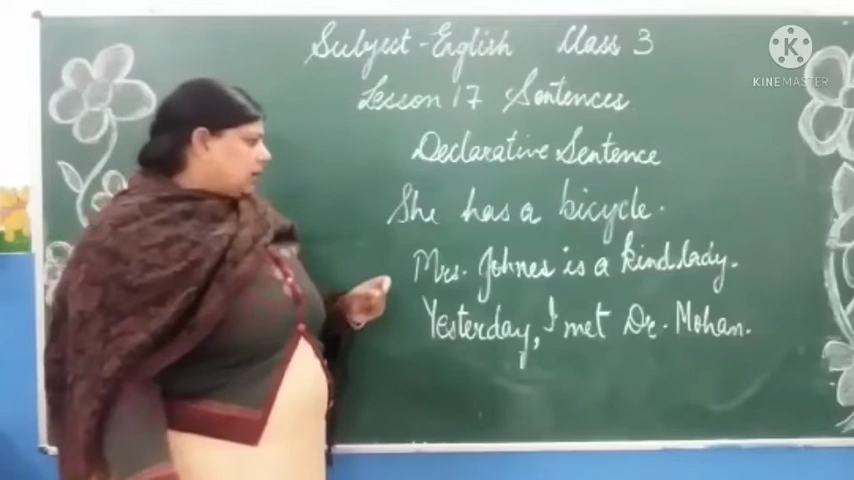 Subject - English Class 3
Lesson 17 Sentences
Declarative Sentence
She has a bicycle.
Mrs. Johnes is a kind lady.
Yesterday, I met Dr. Mohan.
K
KINEMASTER